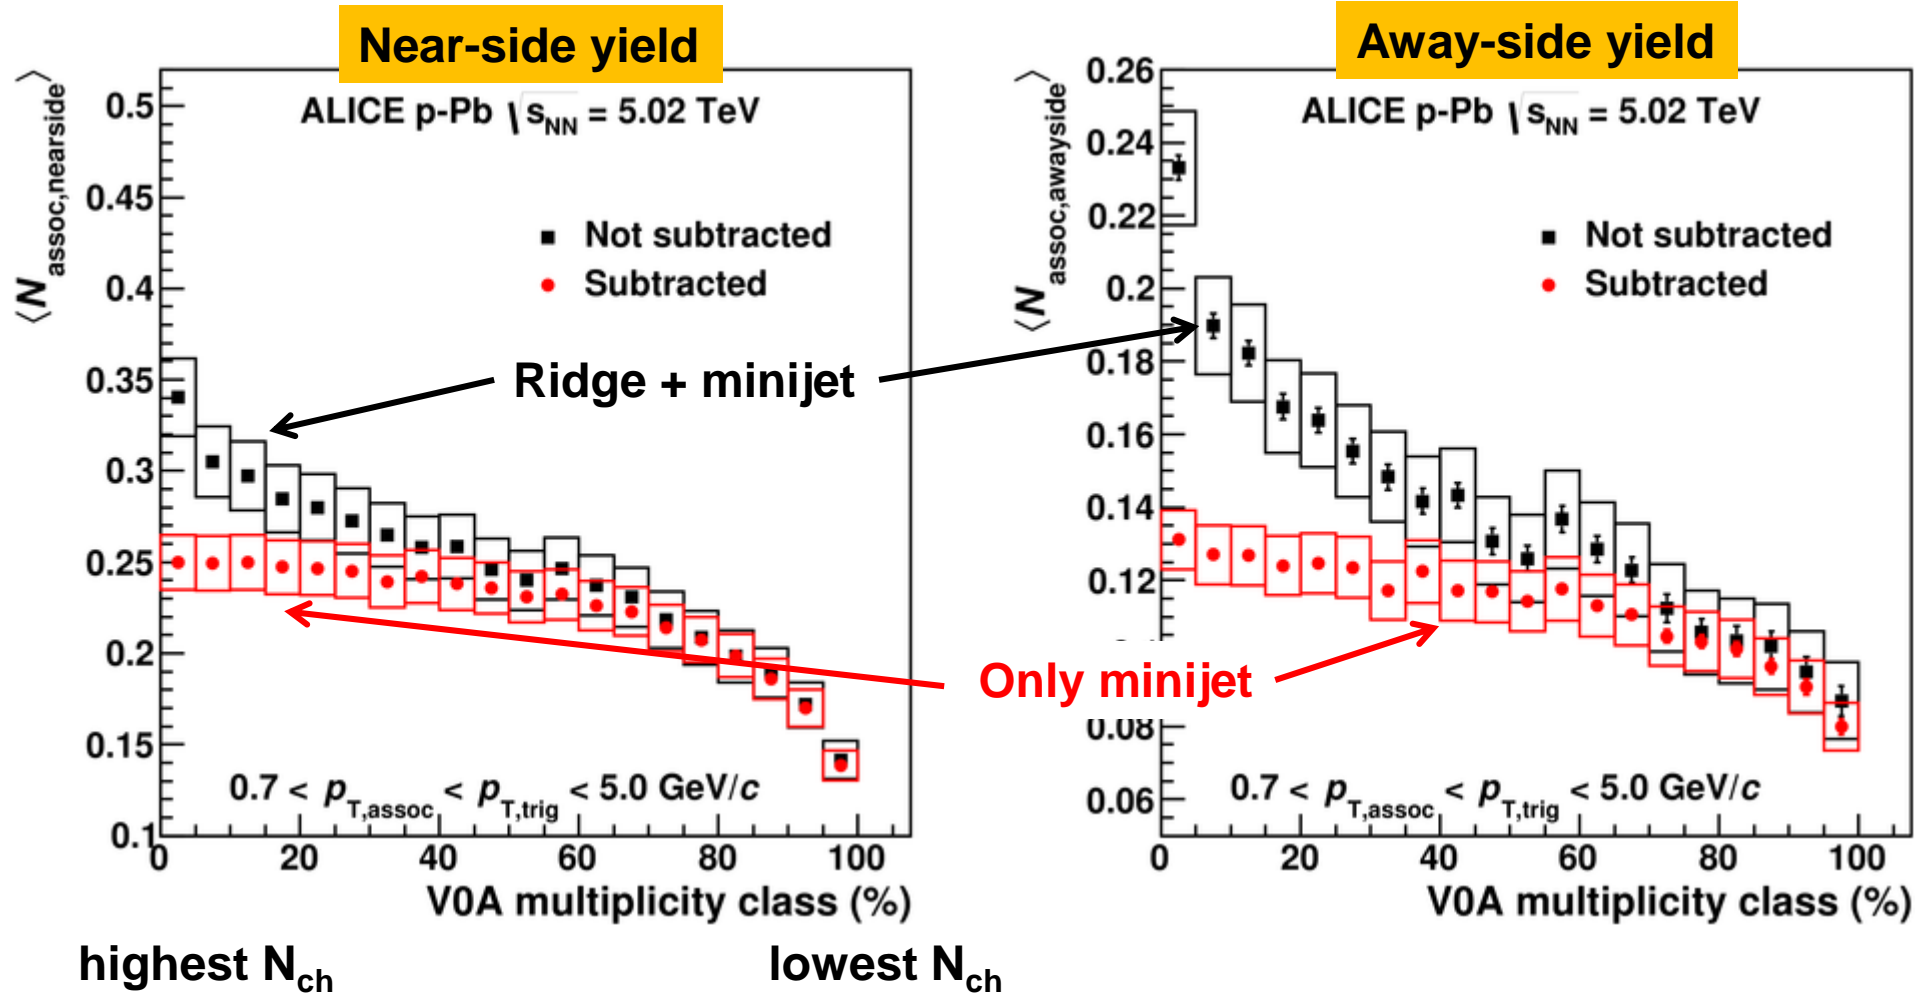 Near-side yield
ALICE p-Pb √sNN = 5.02 TeV
⟨N assoc,nearside⟩
Not subtracted
Subtracted
0.5
0.45
0.4
0.35
0.3
0.25
0.2
0.15
0.1
0.7 < pT,assoc < pT,trig < 5.0 GeV/c
0 20 40 60 80 100
V0A multiplicity class (%)
Away-side yield
ALICE p-Pb √sNN = 5.02 TeV
⟨N assoc,awayside⟩
Not subtracted
Subtracted
0.26
0.24
0.22
0.2
0.18
0.16
0.14
0.12
0.08
0.06
0.7 < pT,assoc < pT,trig < 5.0 GeV/c
0 20 40 60 80 100
V0A multiplicity class (%)
Ridge + minijet
Only minijet
highest Nch
lowest Nch